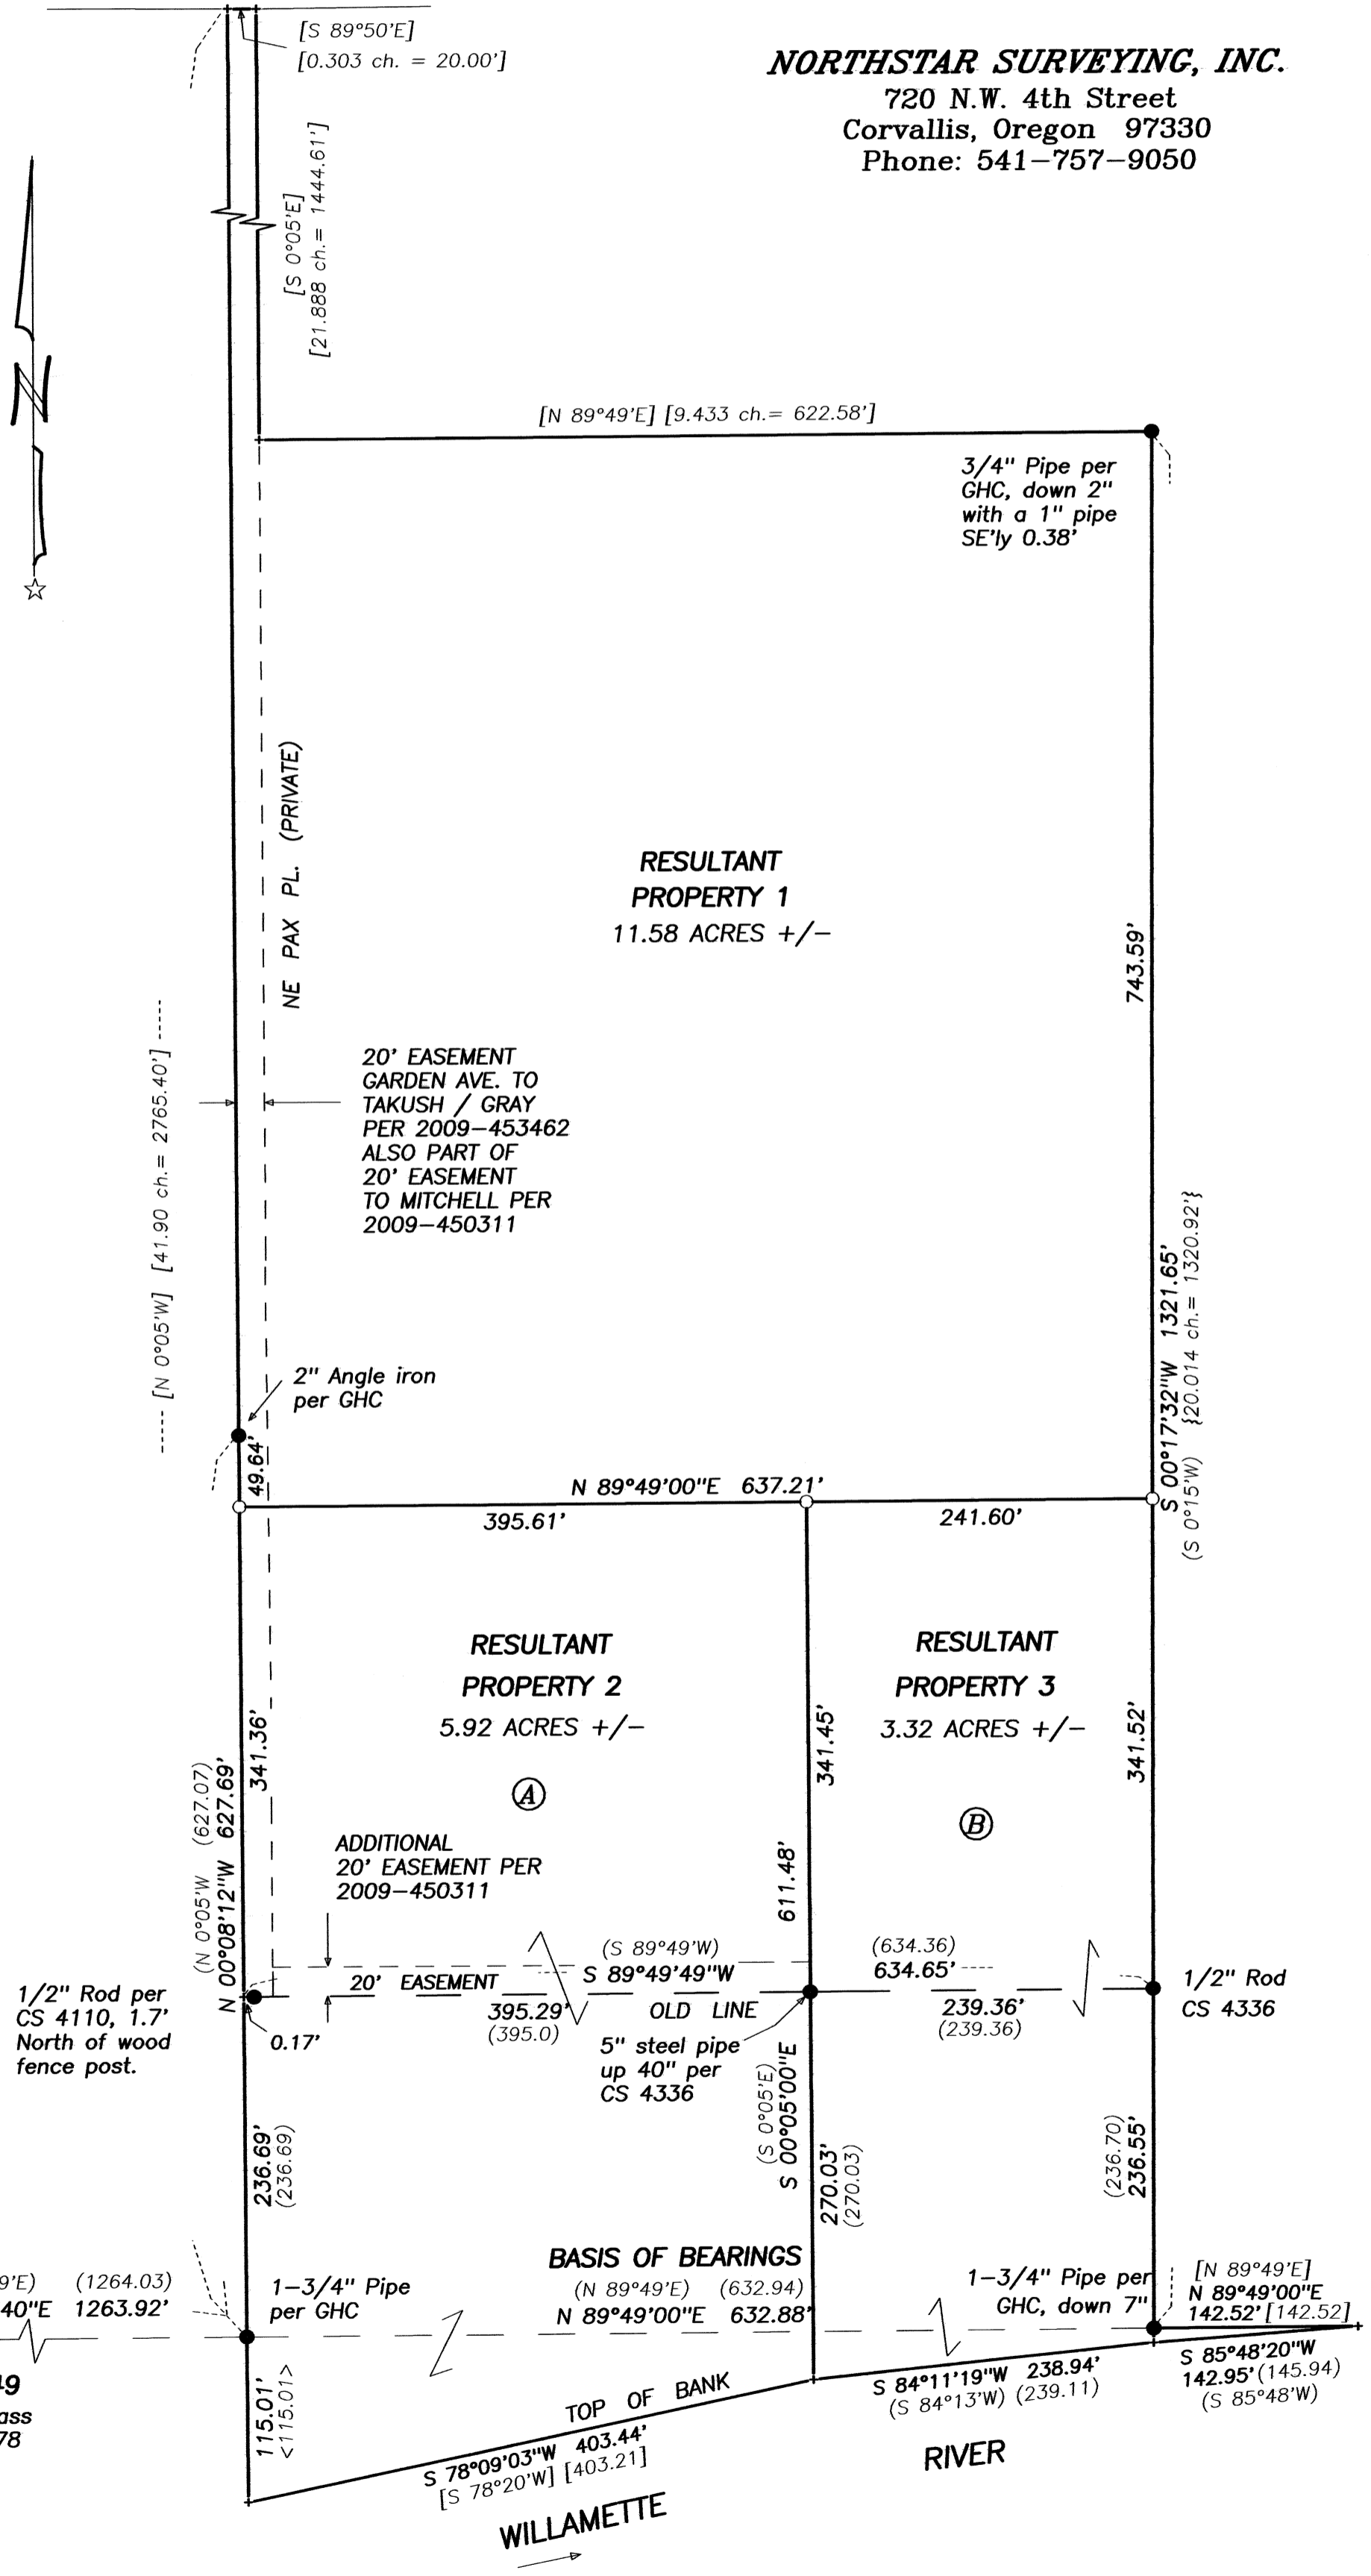 [S 89°50'E]
[0.303 ch. = 20.00']
NORTHSTAR SURVEYING, INC.
720 N.W. 4th Street
Corvallis, Oregon 97330
Phone: 541-757-9050
[S 0°05'E]
[21.888 ch.= 1444.61']
N
[N 89°49'E] [9.433 ch.= 622.58']
3/4" Pipe per
GHC, down 2"
with a 1" pipe
SE'ly 0.38'
NE PAX PL. (PRIVATE)
RESULTANT
PROPERTY 1
11.58 ACRES +/-
743.59'
20' EASEMENT
GARDEN AVE. TO
TAKUSH / GRAY
PER 2009-453462
ALSO PART OF
20' EASEMENT
TO MITCHELL PER
2009-450311
[N 0°05'W] [41.90 ch.= 2765.40']
S 00°17'32"W 1321.65'
(S 0°15'W) {20.014 ch.= 1320.92'}
2" Angle iron
per GHC
49.64'
N 89°49'00"E 637.21'
395.61'
241.60'
RESULTANT
PROPERTY 2
5.92 ACRES +/-
A
RESULTANT
PROPERTY 3
3.32 ACRES +/-
B
341.36'
341.45'
341.52'
(N 0°05'W (627.07)
N 00°08'12"W 627.69'
611.48'
ADDITIONAL
20' EASEMENT PER
2009-450311
(S 89°49'W)
S 89°49'49"W
(634.36)
634.65'
20' EASEMENT
395.29'
(395.0)
OLD LINE
239.36'
(239.36)
1/2" Rod per
CS 4110, 1.7'
North of wood
fence post.
0.17'
5" steel pipe
up 40" per
CS 4336
1/2" Rod
CS 4336
(S 0°05'E)
S 00°05'00"E
236.69'
(236.69)
270.03'
(270.03)
(236.70)
236.55'
9'E) (1264.03)
40"E 1263.92'
1-3/4" Pipe
per GHC
BASIS OF BEARINGS
(N 89°49'E) (632.94)
N 89°49'00"E 632.88'
1-3/4" Pipe per
GHC, down 7"
[N 89°49'E]
N 89°49'00"E
142.52' [142.52]
S 85°48'20"W
142.95' (145.94)
(S 85°48'W)
S 84°11'19"W 238.94'
(S 84°13'W) (239.11)
115.01'
<115.01>
TOP OF BANK
S 78°09'03"W 403.44'
[S 78°20'W] [403.21]
WILLAMETTE
RIVER
9
ass
78